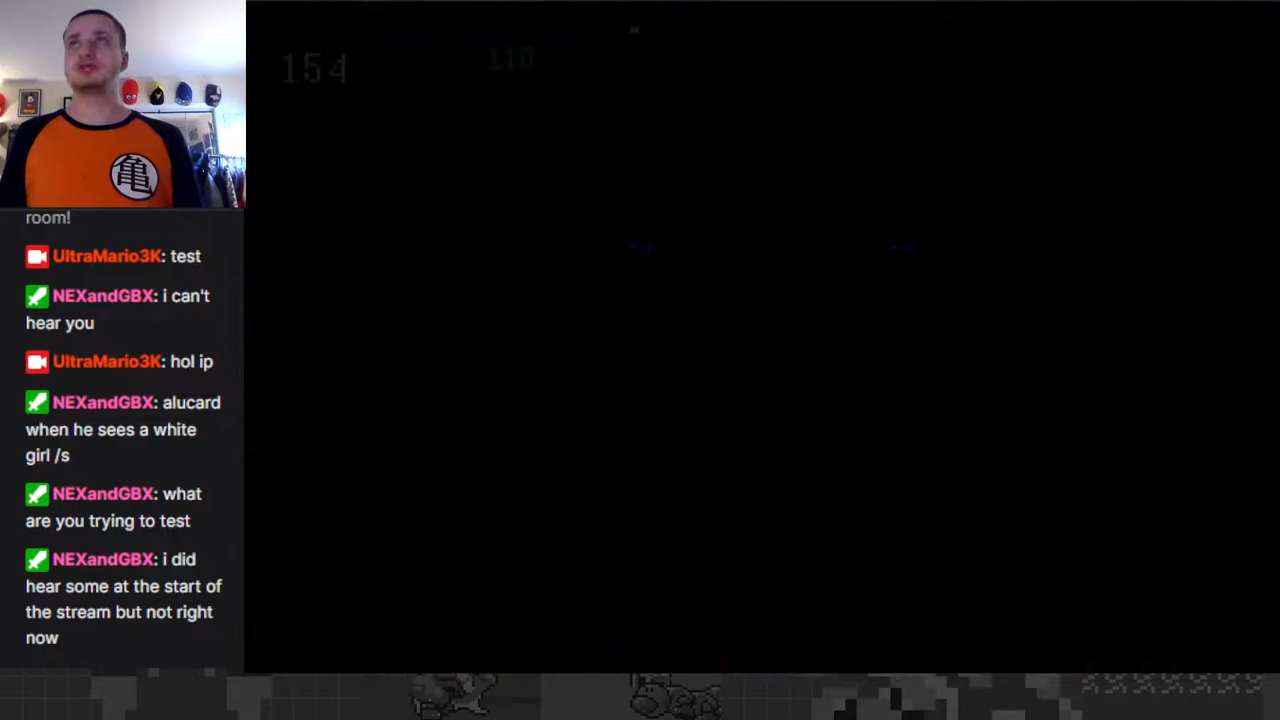 154
110
亀
room!
UltraMario3K: test
NEXandGBX: i can't
hear you
UltraMario3K: hol ip
NEXandGBX: alucard
when he sees a white
girl /s
NEXandGBX: what
are you trying to test
NEXandGBX: i did
hear some at the start of
the stream but not right
now